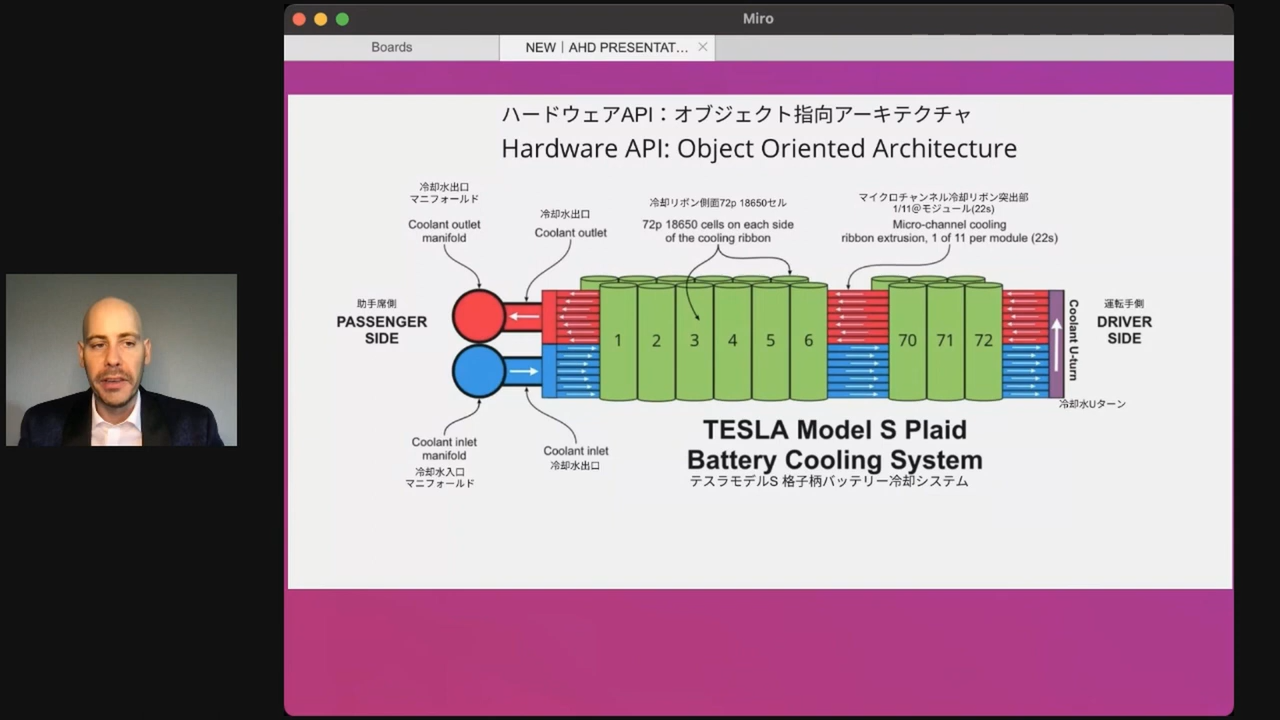 Miro
Boards
NEW | AHD PRESENTAT...
ハードウェアAPI：オブジェクト指向アーキテクチャ
Hardware API: Object Oriented Architecture
冷却水出口
マニフォールド
Coolant outlet
manifold
冷却水出口
Coolant outlet
冷却リボン側面72p 18650セル
72p 18650 cells on each side
of the cooling ribbon
マイクロチャンネル冷却リボン突出部
1/11@モジュール(22s)
Micro-channel cooling
ribbon extrusion, 1 of 11 per module (22s)
助手席側
PASSENGER
SIDE
1
2
3
4
5
6
70
71
72
Coolant U-turn
運転手側
DRIVER
SIDE
冷却水Uターン
Coolant inlet
manifold
冷却水入口
マニフォールド
Coolant inlet
冷却水出口
TESLA Model S Plaid
Battery Cooling System
テスラモデルS 格子柄バッテリー冷却システム